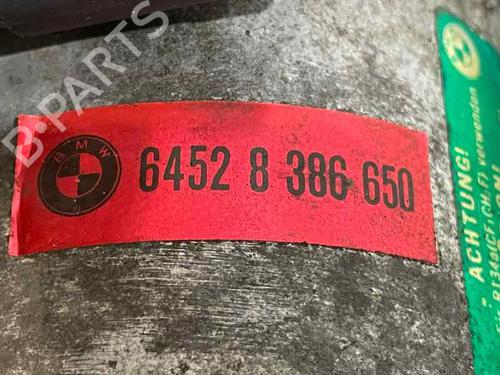 B-PARTS
BMW
6452 8 386 650
ACHTUNG!
verwenden